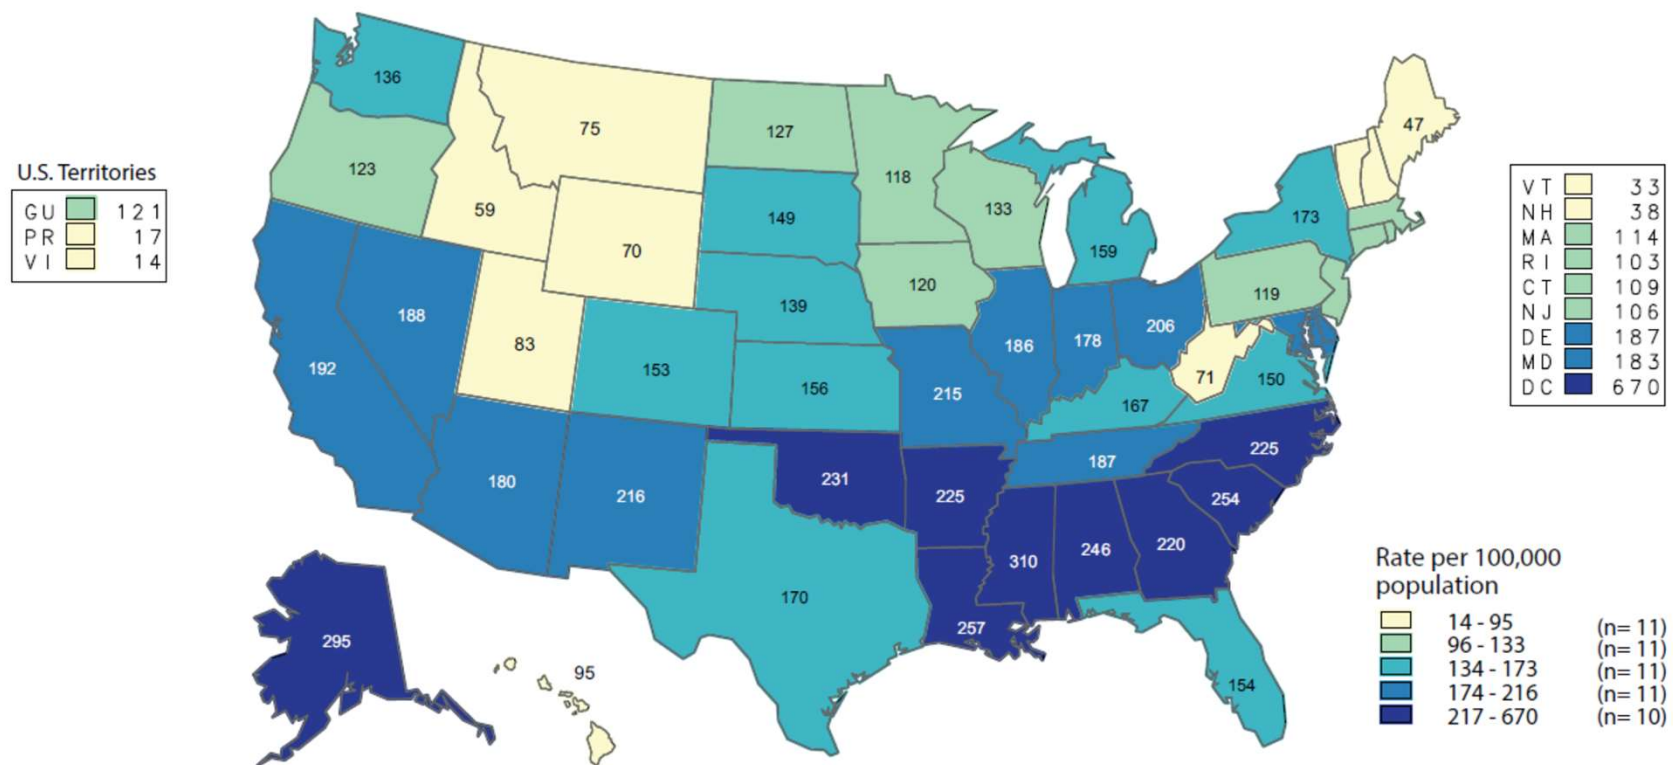 136
75
127
47
123
118
U.S. Territories
GU 121
PR 17
VI 14
59
149
133
173
70
159
VT 33
NH 38
MA 114
RI 103
CT 109
NJ 106
DE 187
MD 183
DC 670
120
119
139
188
206
83
186
178
192
153
156
71
150
215
167
225
187
180
231
216
225
254
310
246
220
170
257
295
95
154
Rate per 100,000
population
14 - 95 (n= 11)
96 - 133 (n= 11)
134 - 173 (n= 11)
174 - 216 (n= 11)
217 - 670 (n= 10)